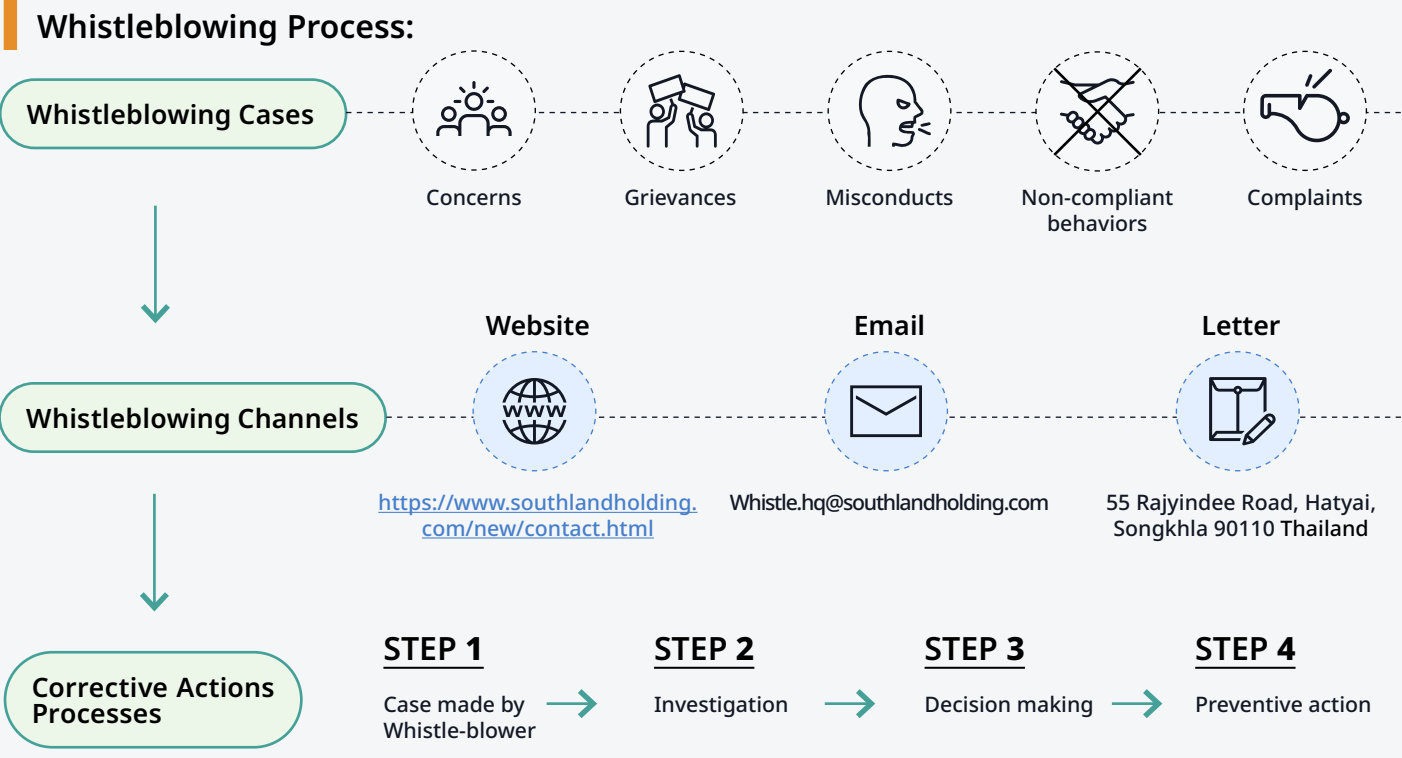 Whistleblowing Process:
Whistleblowing Cases
Concerns
Grievances
Misconducts
Non-compliant
behaviors
Complaints
Whistleblowing Channels
Website
WWW
https://www.southlandholding.
com/new/contact.html
Email
Whistle.hq@southlandholding.com
Letter
55 Rajyindee Road, Hatyai,
Songkhla 90110 Thailand
Corrective Actions
Processes
STEP 1
Case made by
Whistle-blower
STEP 2
Investigation
STEP 3
Decision making
STEP 4
Preventive action